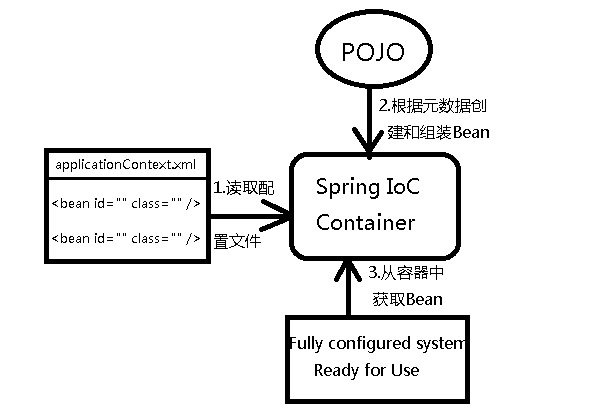 POJO
2.根据元数据创
建和组装Bean
applicationContext.xml
<bean id="" class="" />
<bean id="" class="" />
1.读取配
置文件
Spring IoC
Container
3.从容器中
获取Bean
Fully configured system
Ready for Use